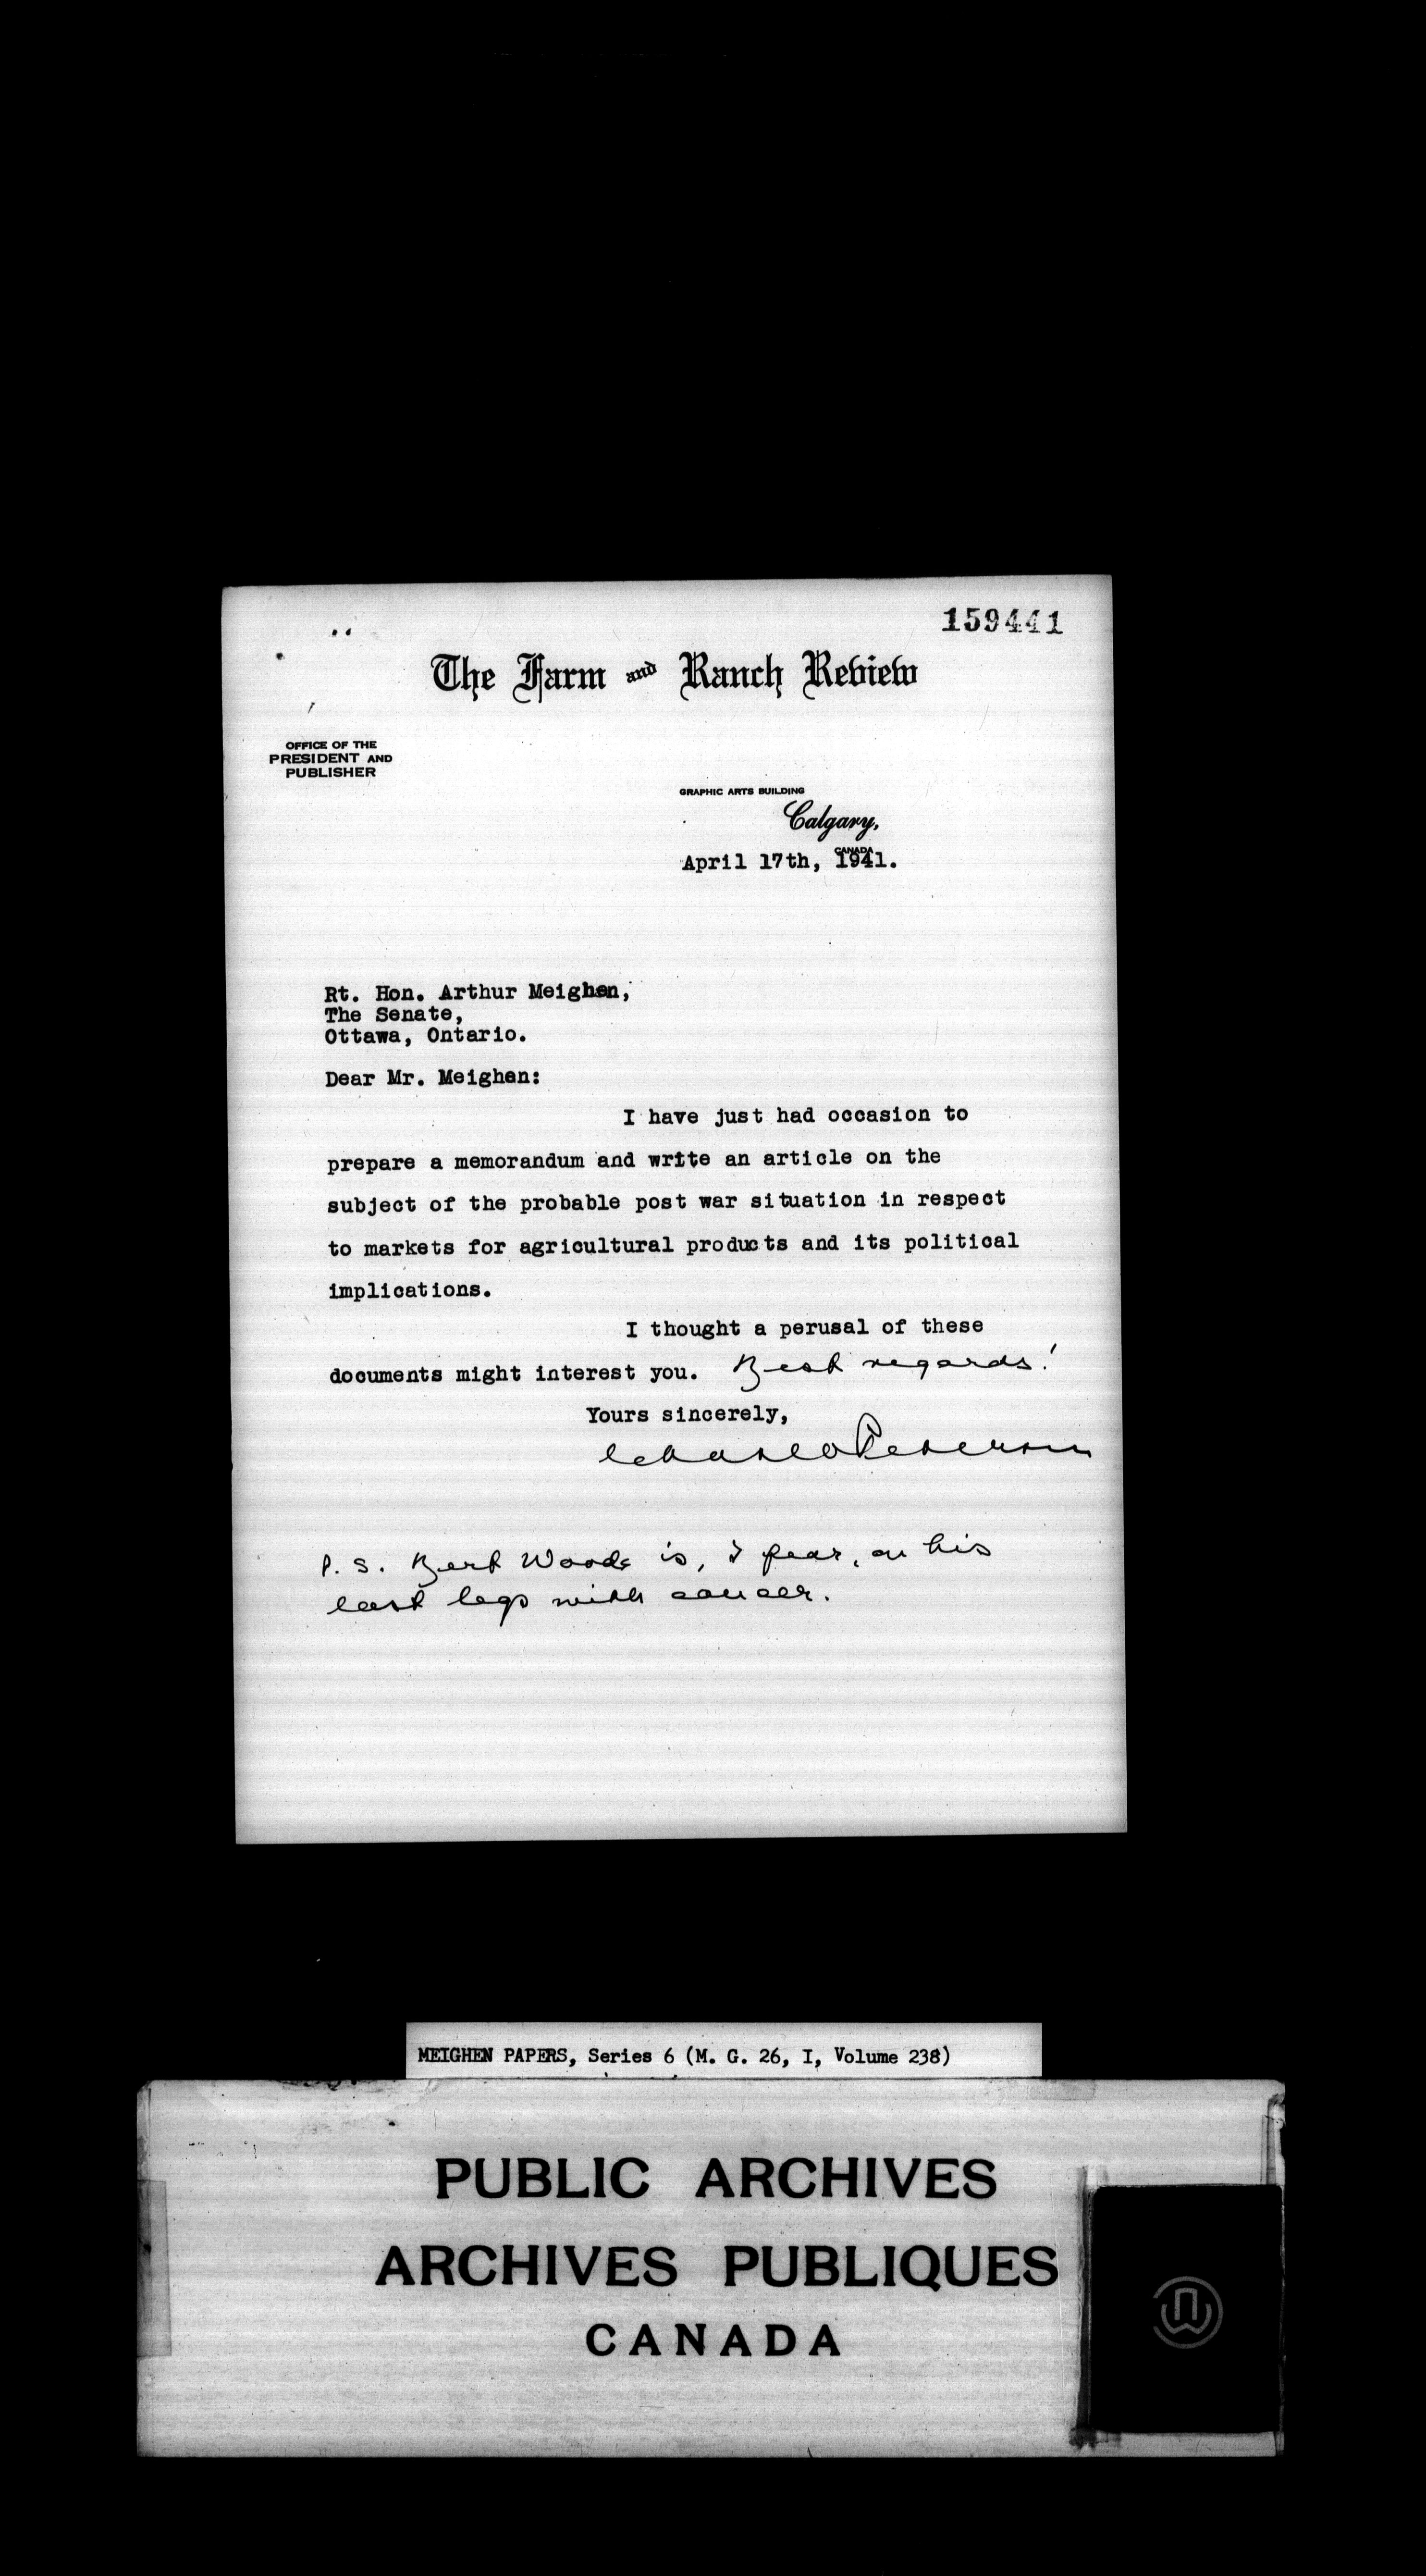 159441
The Farm and Ranch Review
OFFICE OF THE
PRESIDENT AND
PUBLISHER
GRAPHIC ARTS BUILDING
Calgary,
CANADA
April 17th, 1941.
Rt. Hon. Arthur Meighen,
The Senate,
Ottawa, Ontario.
Dear Mr. Meighen:
I have just had occasion to
prepare a memorandum and write an article on the
subject of the probable post war situation in respect
to markets for agricultural products and its political
implications.
I thought a perusal of these
documents might interest you. Best regards!
Yours sincerely,
Peterson
P. S. Bert Woods is, I fear, on his
last legs with cancer.
MEIGHEN PAPERS, Series 6 (M. G. 26, I, Volume 238)
PUBLIC ARCHIVES
ARCHIVES PUBLIQUES
CANADA